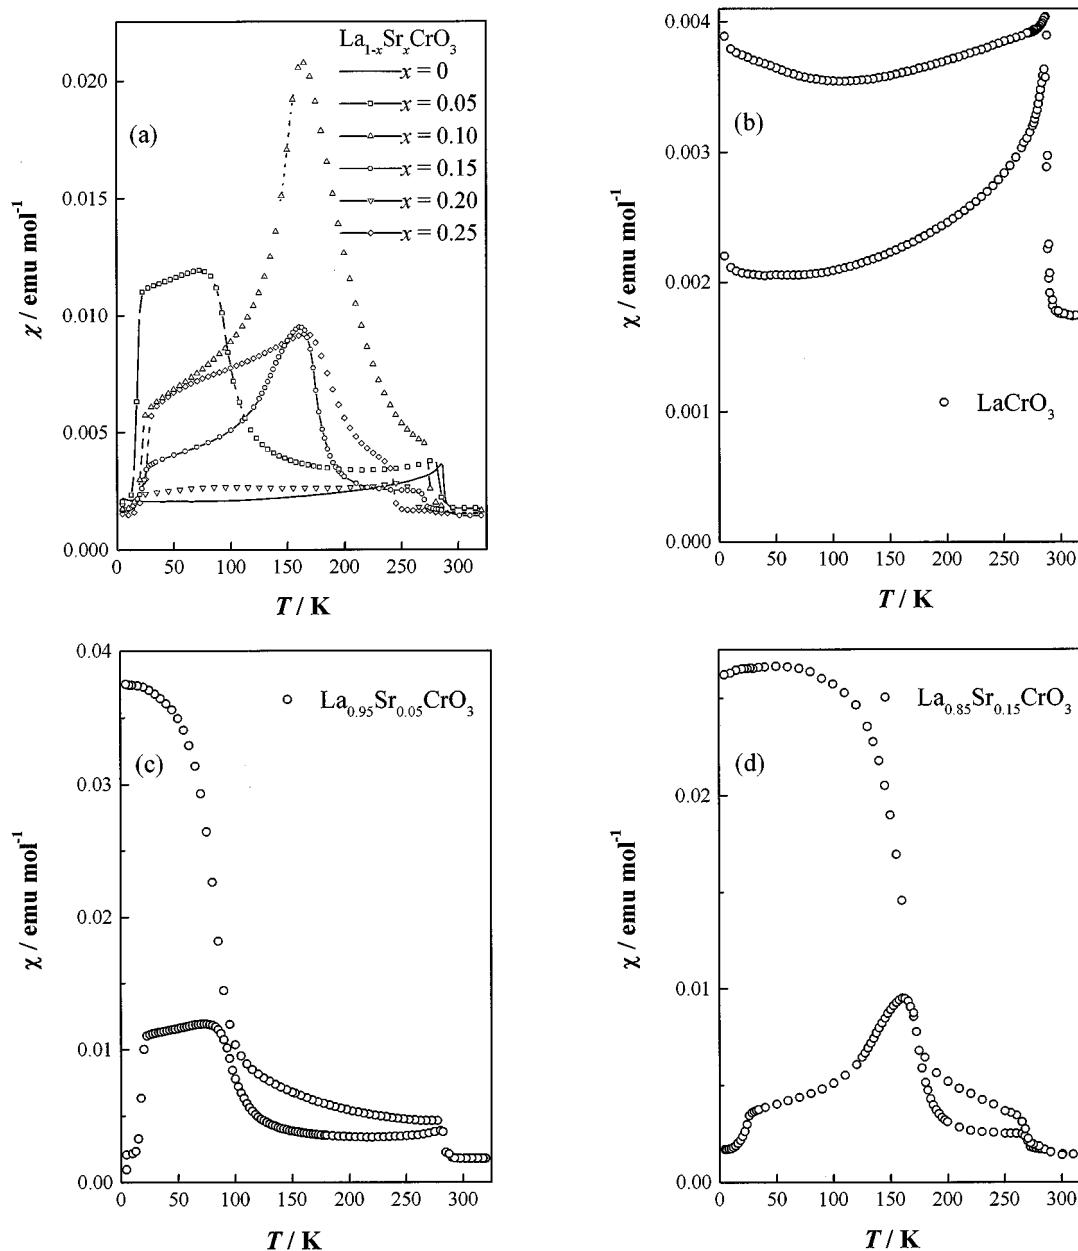 La1-xSrxCrO3
x = 0
x = 0.05
x = 0.10
x = 0.15
x = 0.20
x = 0.25
(a)
0.020
0.015
0.010
0.005
0.000
χ / emu mol-1
0 50 100 150 200 250 300
T / K
(b)
0.004
0.003
0.002
0.001
0.000
χ / emu mol-1
LaCrO3
0 50 100 150 200 250 300
T / K
0.04
0.03
0.02
0.01
0.00
χ / emu mol-1
La0.95Sr0.05CrO3
(c)
0 50 100 150 200 250 300
T / K
La0.85Sr0.15CrO3
(d)
0.02
0.01
0.00
χ / emu mol-1
0 50 100 150 200 250 300
T / K